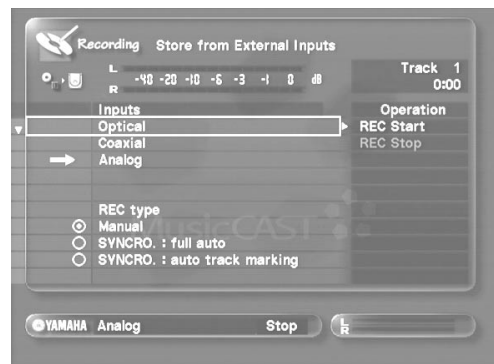 Recording Store from External Inputs
L
-40 -20 -10 -6 -3 -1 0 dB
R
Track 1
0:00
Inputs
Optical
Coaxial
Analog
REC type
Manual
SYNCRO. : full auto
SYNCRO. : auto track marking
Operation
REC Start
REC Stop
MusicCAST
YAMAHA Analog Stop
L
R